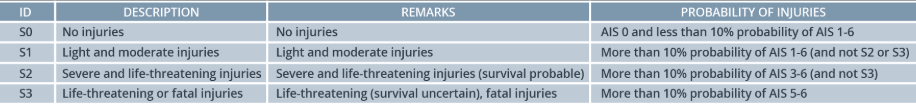 ID DESCRIPTION REMARKS PROBABILITY OF INJURIES
S0 No injuries No injuries AIS 0 and less than 10% probability of AIS 1-6
S1 Light and moderate injuries Light and moderate injuries More than 10% probability of AIS 1-6 (and not S2 or S3)
S2 Severe and life-threatening injuries Severe and life-threatening injuries (survival probable) More than 10% probability of AIS 3-6 (and not S3)
S3 Life-threatening or fatal injuries Life-threatening (survival uncertain), fatal injuries More than 10% probability of AIS 5-6